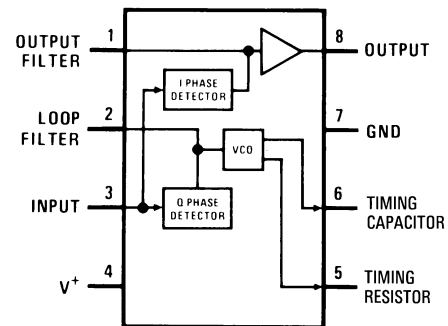 1
OUTPUT
FILTER
8
OUTPUT
I PHASE
DETECTOR
2
LOOP
FILTER
7
GND
VCO
3
INPUT
Q PHASE
DETECTOR
6
TIMING
CAPACITOR
4
V+
5
TIMING
RESISTOR